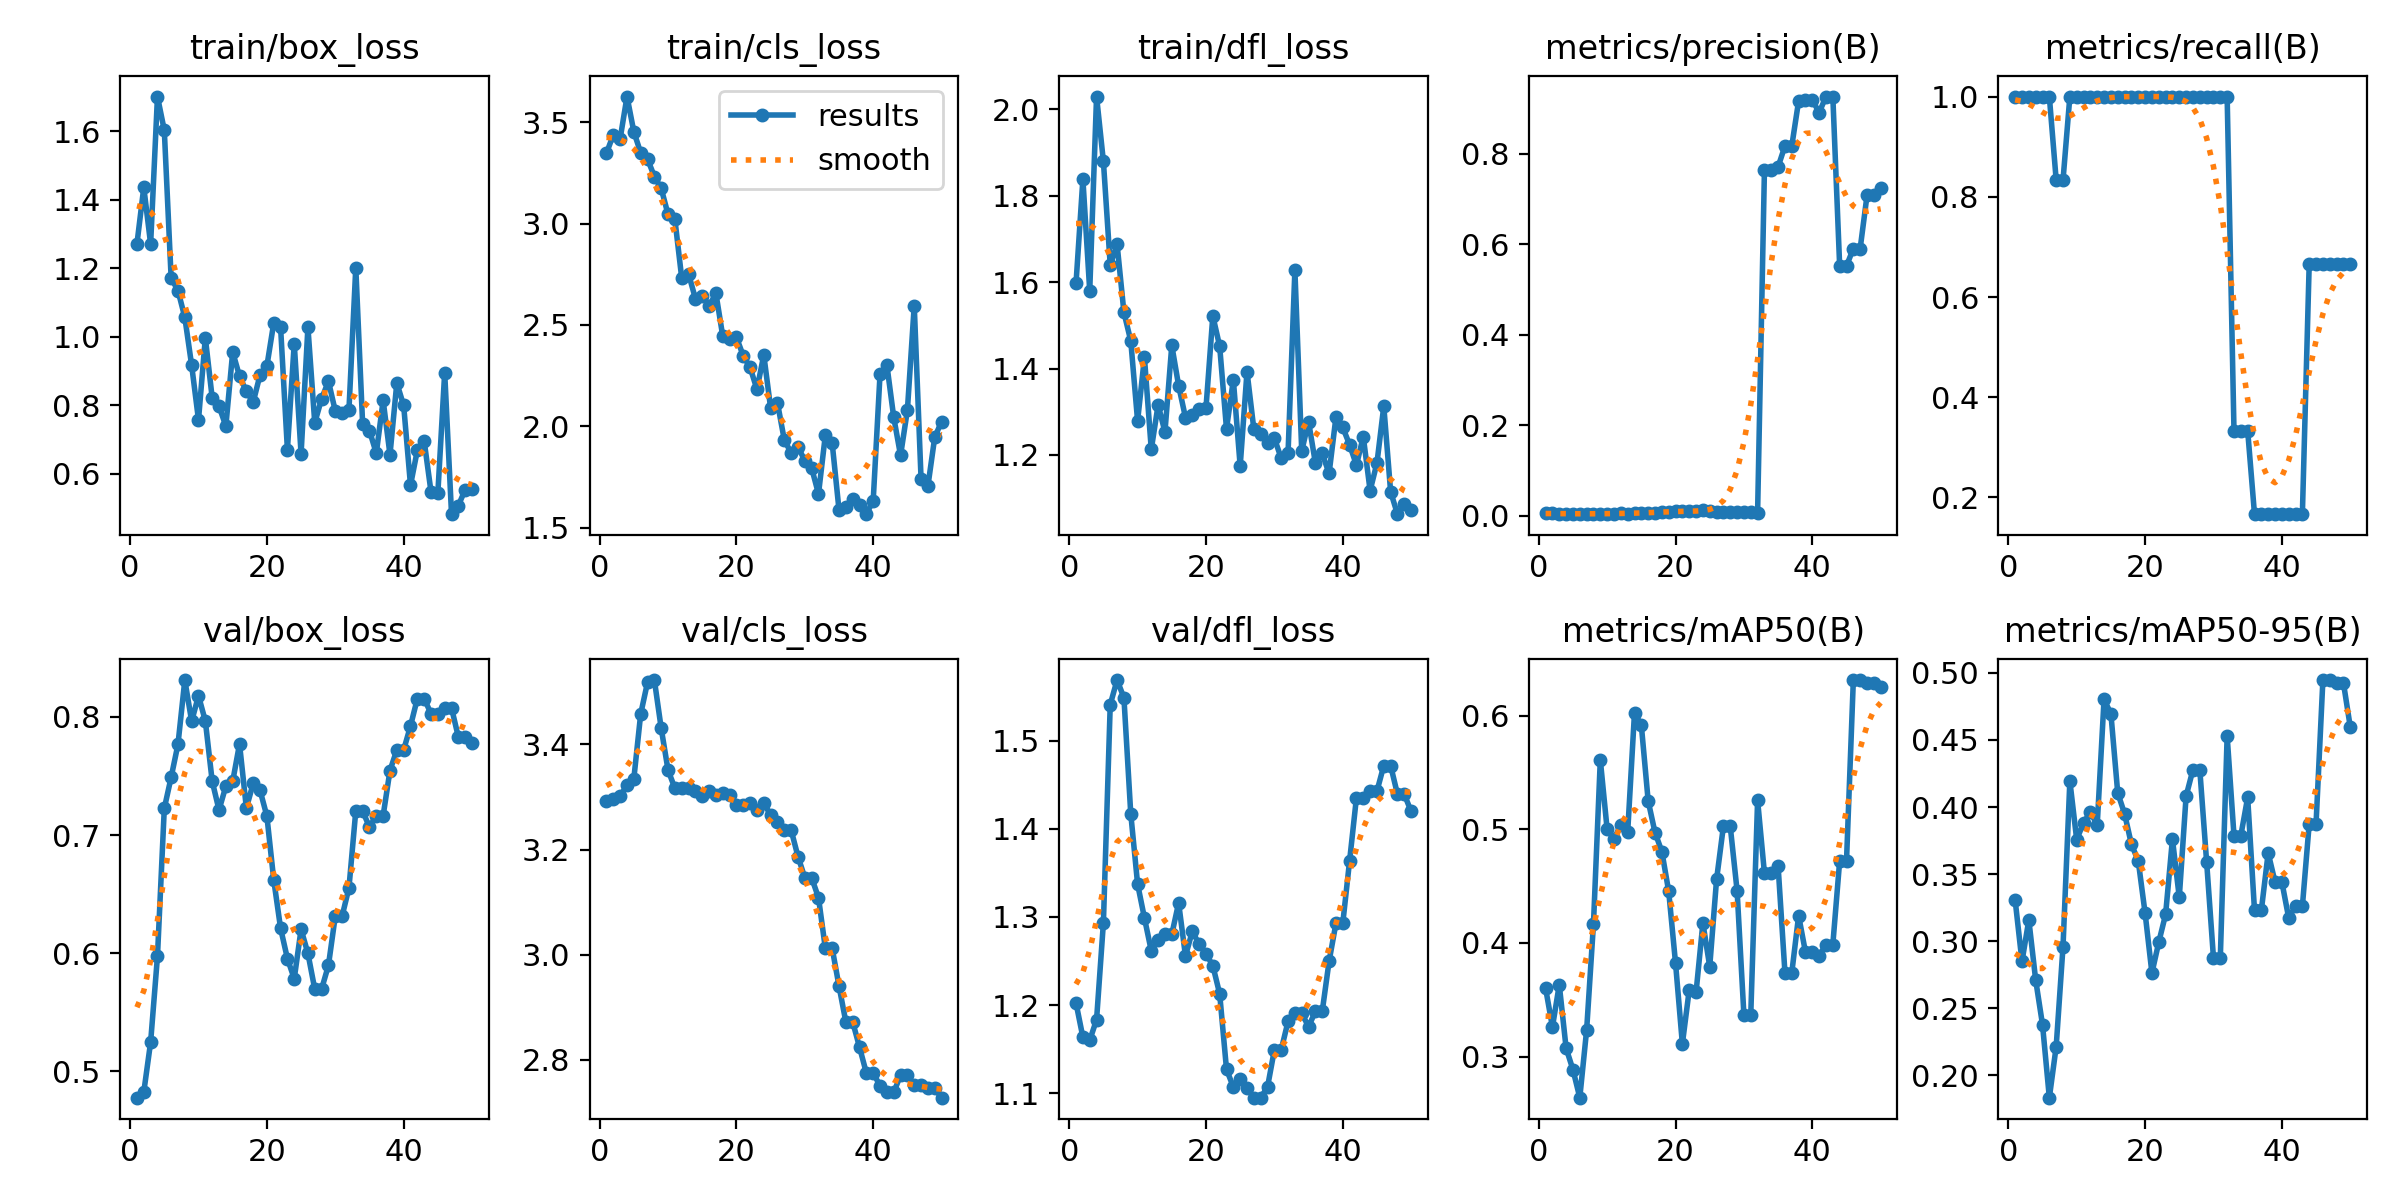 train/box_loss
1.6
1.4
1.2
1.0
0.8
0.6
0 20 40
train/cls_loss
results
smooth
3.5
3.0
2.5
2.0
1.5
0 20 40
train/dfl_loss
2.0
1.8
1.6
1.4
1.2
0 20 40
metrics/precision(B)
0.8
0.6
0.4
0.2
0.0
0 20 40
metrics/recall(B)
1.0
0.8
0.6
0.4
0.2
0 20 40
val/box_loss
0.8
0.7
0.6
0.5
0 20 40
val/cls_loss
3.4
3.2
3.0
2.8
0 20 40
val/dfl_loss
1.5
1.4
1.3
1.2
1.1
0 20 40
metrics/mAP50(B)
0.6
0.5
0.4
0.3
0 20 40
metrics/mAP50-95(B)
0.50
0.45
0.40
0.35
0.30
0.25
0.20
0 20 40